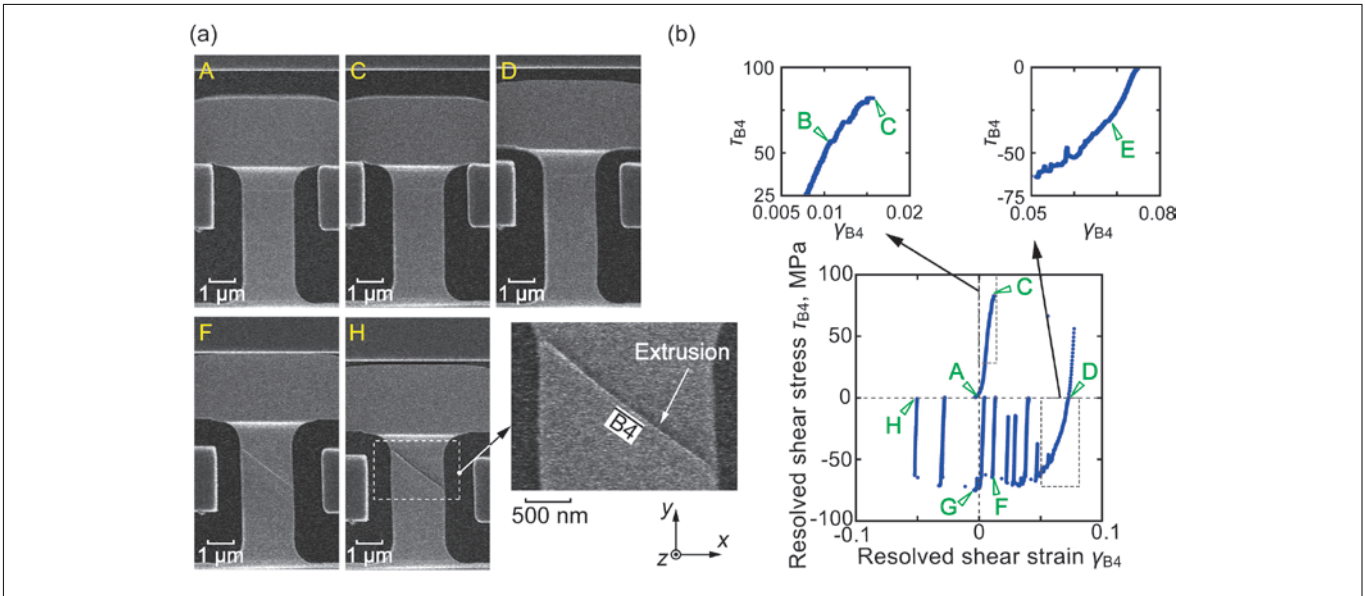 (a)
A
C
D
1 μm
1 μm
1 μm
F
H
1 μm
1 μm
Extrusion
B4
500 nm
y
z
x
(b)
100
50
25
τB4
B
C
0.005 0.01 0.02
γB4
0
-50
-75
τB4
E
0.05 0.08
γB4
Resolved shear stress τB4, MPa
100
50
0
-50
-100
C
A
D
H
G
F
-0.1 0 0.1
Resolved shear strain γB4